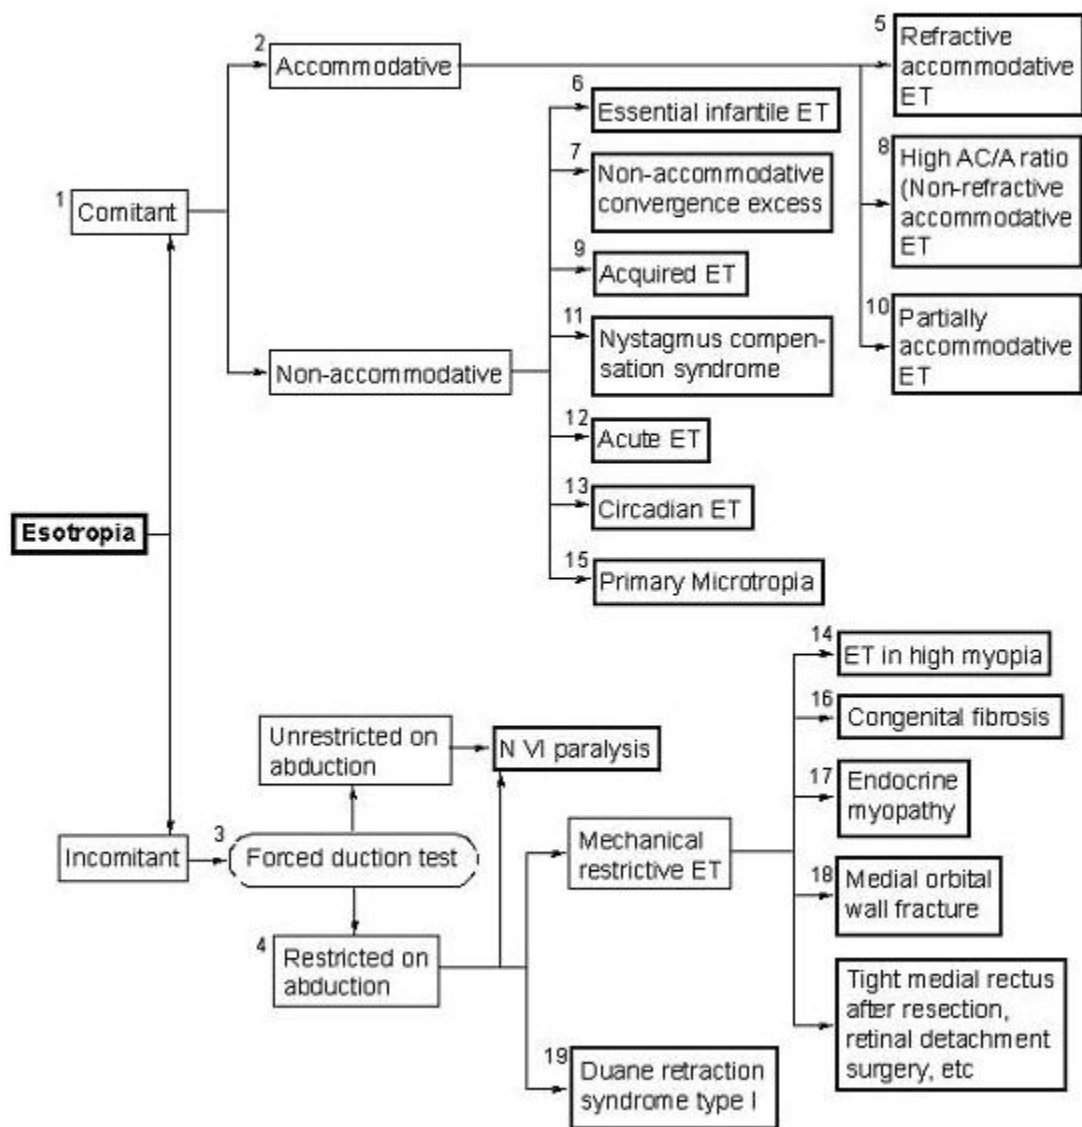 5
Refractive
accommodative
ET
2
Accommodative
6
Essential infantile ET
7
Non-accommodative
convergence excess
8
High AC/A ratio
(Non-refractive
accommodative
ET
1
Comitant
9
Acquired ET
10
Partially
accommodative
ET
11
Nystagmus compen-
sation syndrome
Non-accommodative
12
Acute ET
13
Circadian ET
Esotropia
15
Primary Microtropia
14
ET in high myopia
16
Congenital fibrosis
Unrestricted on
abduction
N VI paralysis
17
Endocrine
myopathy
3
Incomitant
Forced duction test
Mechanical
restrictive ET
18
Medial orbital
wall fracture
4
Restricted on
abduction
Tight medial rectus
after resection,
retinal detachment
surgery, etc
19
Duane retraction
syndrome type I